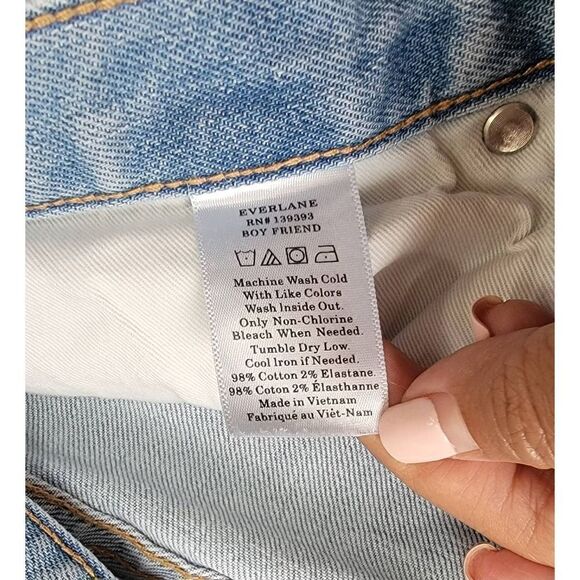 EVERLANE
RN# 139393
BOY FRIEND
Machine Wash Cold
With Like Colors
Wash Inside Out.
Only Non-Chlorine
Bleach When Needed.
Tumble Dry Low.
Cool Iron if Needed.
98% Cotton 2% Elastane.
98% Coton 2% Élasthanne
Made in Vietnam
Fabriqué au Viêt-Nam